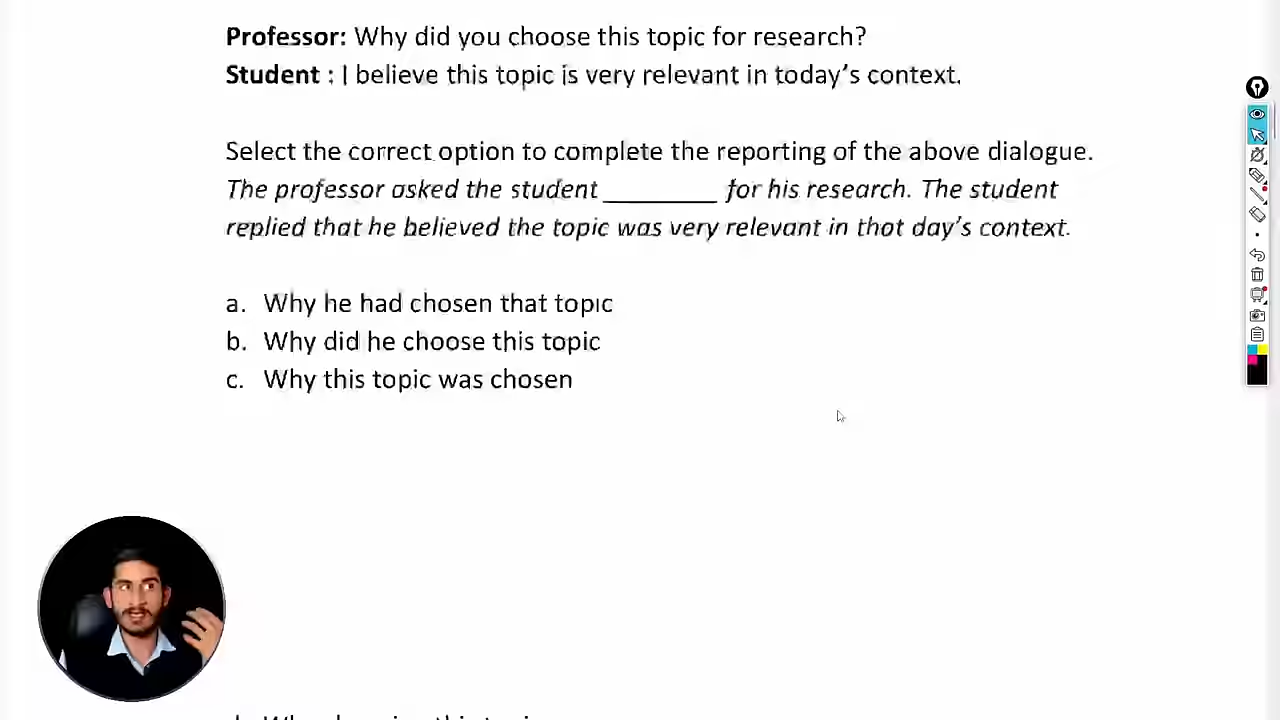 Professor: Why did you choose this topic for research?
Student : I believe this topic is very relevant in today's context.
Select the correct option to complete the reporting of the above dialogue.
The professor asked the student ________ for his research. The student
replied that he believed the topic was very relevant in that day's context.
a. Why he had chosen that topic
b. Why did he choose this topic
c. Why this topic was chosen